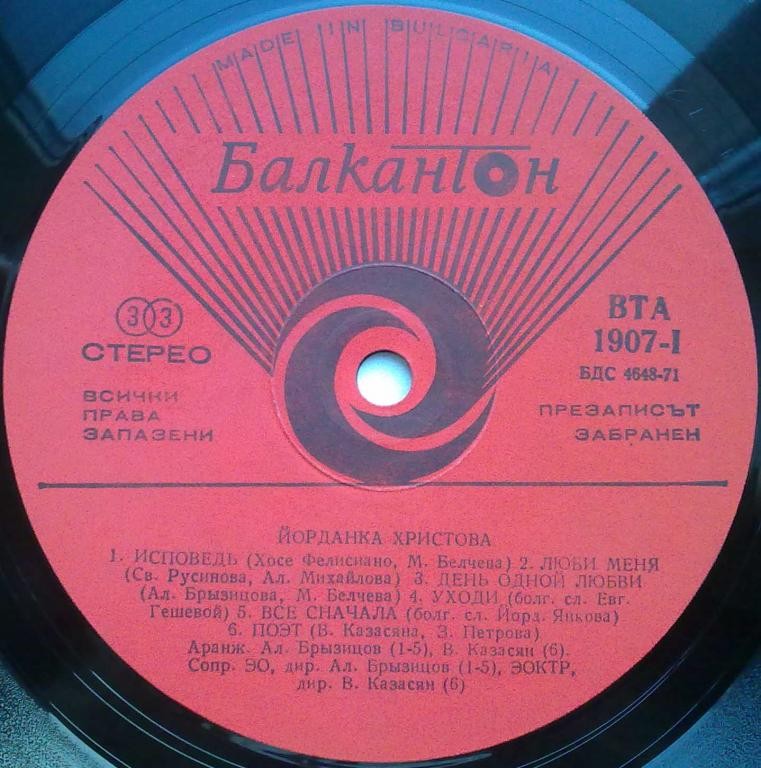 MADE IN BULGARIA
Балкантон
33
СТЕРЕО
ВСИЧКИ
ПРАВА
ЗАПАЗЕНИ
ВТА
1907-I
БДС 4648-71
ПРЕЗАПИСЪТ
ЗАБРАНЕН
ЙОРДАНКА ХРИСТОВА
1. ИСПОВЕДЬ (Хосе Фелисиано, М. Белчева) 2. ЛЮБИ МЕНЯ
(Св. Русинова, Ал. Михайлова) 3. ДЕНЬ ОДНОЙ ЛЮБВИ
(Ал. Брызицова, М. Белчева) 4. УХОДИ (болг. сл. Евг.
Гешевой) 5. ВСЕ СНАЧАЛА (болг. сл. Йорд. Янкова)
6. ПОЭТ (В. Казасяна, З. Петрова)
Аранж. Ал. Брызицов (1-5), В. Казасян (6).
Сопр. ЭО, дир. Ал. Брызицов (1-5), ЭОКТР,
дир. В. Казасян (6)